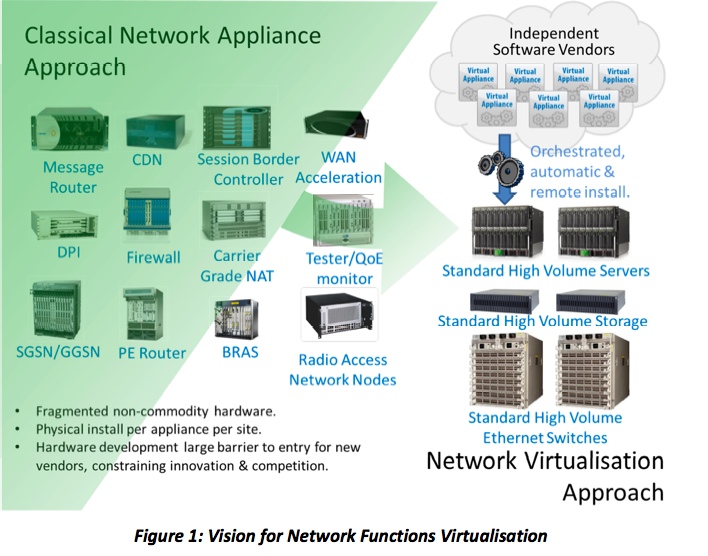 Classical Network Appliance
Approach
Message
Router
CDN
Session Border
Controller
WAN
Acceleration
DPI
Firewall
Carrier
Grade NAT
Tester/QoE
monitor
SGSN/GGSN
PE Router
BRAS
Radio Access
Network Nodes
• Fragmented non-commodity hardware.
• Physical install per appliance per site.
• Hardware development large barrier to entry for new
vendors, constraining innovation & competition.
Independent
Software Vendors
Virtual
Appliance
Virtual
Appliance
Virtual
Appliance
Virtual
Appliance
Virtual
Appliance
Virtual
Appliance
Virtual
Appliance
Orchestrated,
automatic &
remote install.
Standard High Volume Servers
Standard High Volume Storage
Standard High Volume
Ethernet Switches
Network Virtualisation
Approach
Figure 1: Vision for Network Functions Virtualisation